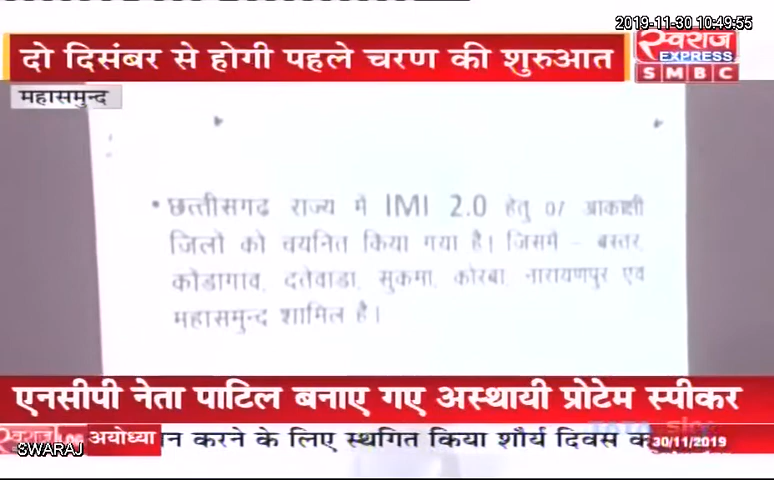 2019-11-30 10:49:55
दो दिसंबर से होगी पहले चरण की शुरुआत
स्वराज
EXPRESS
SMBC
महासमुन्द
• छत्तीसगढ राज्य में IMI 2.0 हेतु 07 आकाक्षी
जिलों को चयनित किया गया है। जिसमें – बस्तर,
कोंडागाव, दतेवाडा, सुकमा, कोरबा, नारायणपुर एव
महासमुन्द शामिल है।
एनसीपी नेता पाटिल बनाए गए अस्थायी प्रोटेम स्पीकर
अयोध्या
न करने के लिए स्थगित किया शौर्य दिवस क
30/11/2019
SWARAJ